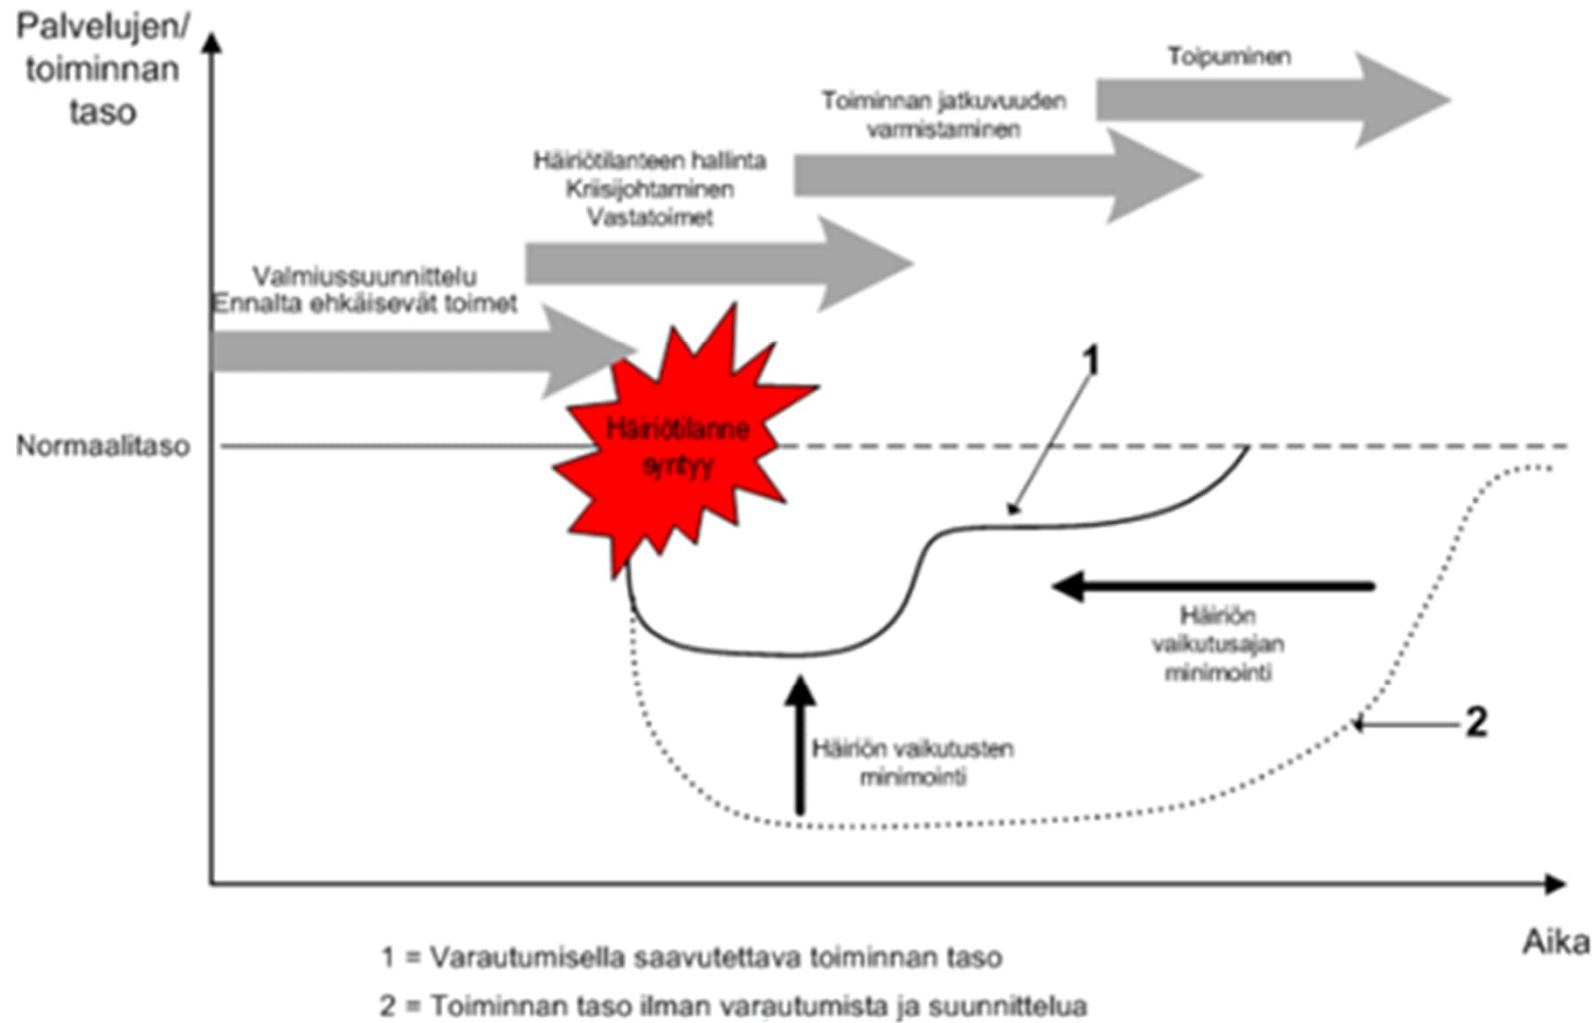 Palvelujen/
toiminnan
taso
Toipuminen
Toiminnan jatkuvuuden
varmistaminen
Häiriötilanteen hallinta
Kriisijohtaminen
Vastatoimet
Valmiussuunnittelu
Ennalta ehkäisevät toimet
1
Normaalitaso
Häiriötilanne
syntyy
Häiriön
vaikutusajan
minimointi
2
Häiriön vaikutusten
minimointi
Aika
1 = Varautumisella saavutettava toiminnan taso
2 = Toiminnan taso ilman varautumista ja suunnittelua